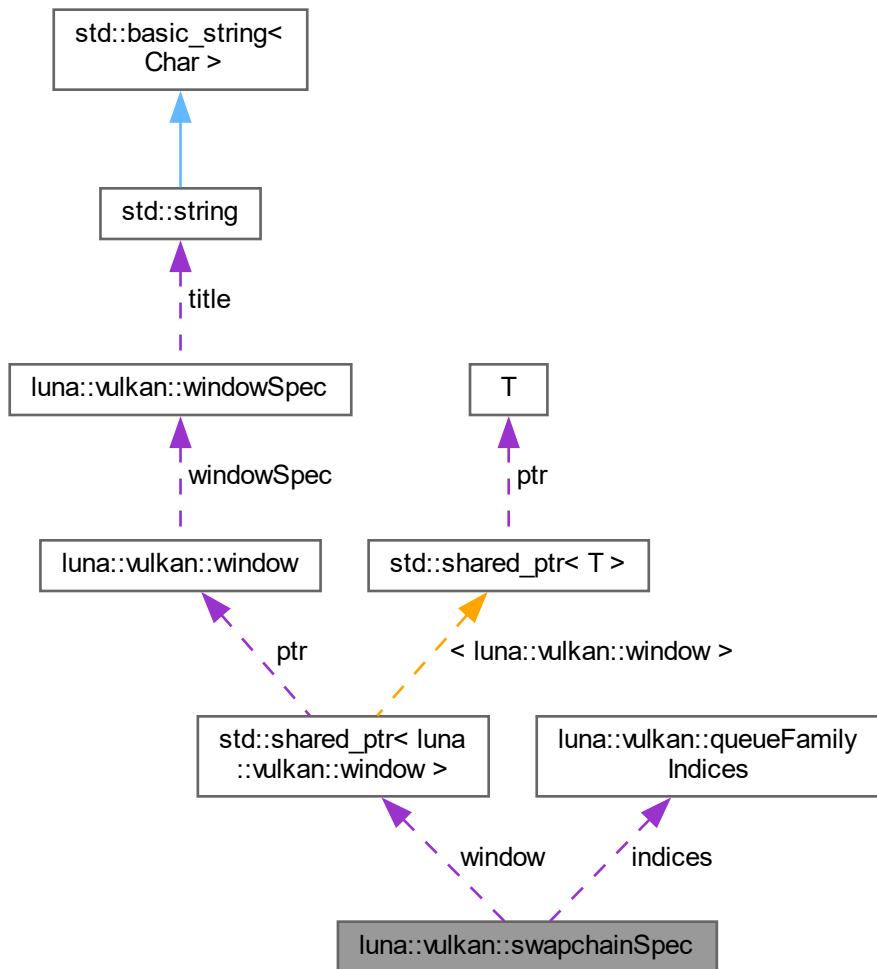 std::basic_string<
Char >
std::string
title
luna::vulkan::windowSpec
T
windowSpec
ptr
luna::vulkan::window
std::shared_ptr< T >
ptr
< luna::vulkan::window >
std::shared_ptr< luna
::vulkan::window >
luna::vulkan::queueFamily
Indices
window
indices
luna::vulkan::swapchainSpec